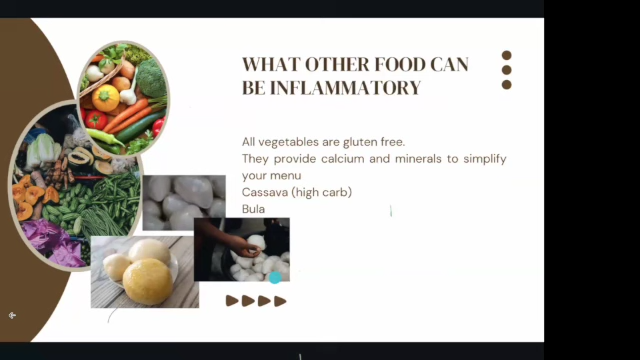 WHAT OTHER FOOD CAN
BE INFLAMMATORY
All vegetables are gluten free.
They provide calcium and minerals to simplify
your menu
Cassava (high carb)
Bula